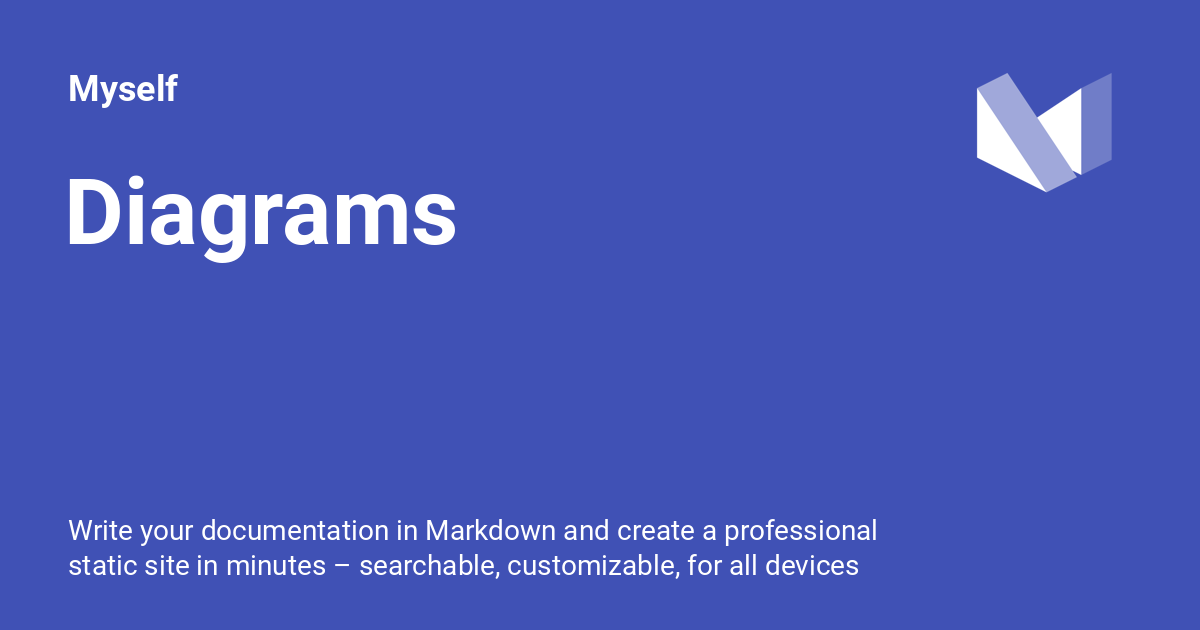 Myself
Diagrams
Write your documentation in Markdown and create a professional
static site in minutes – searchable, customizable, for all devices